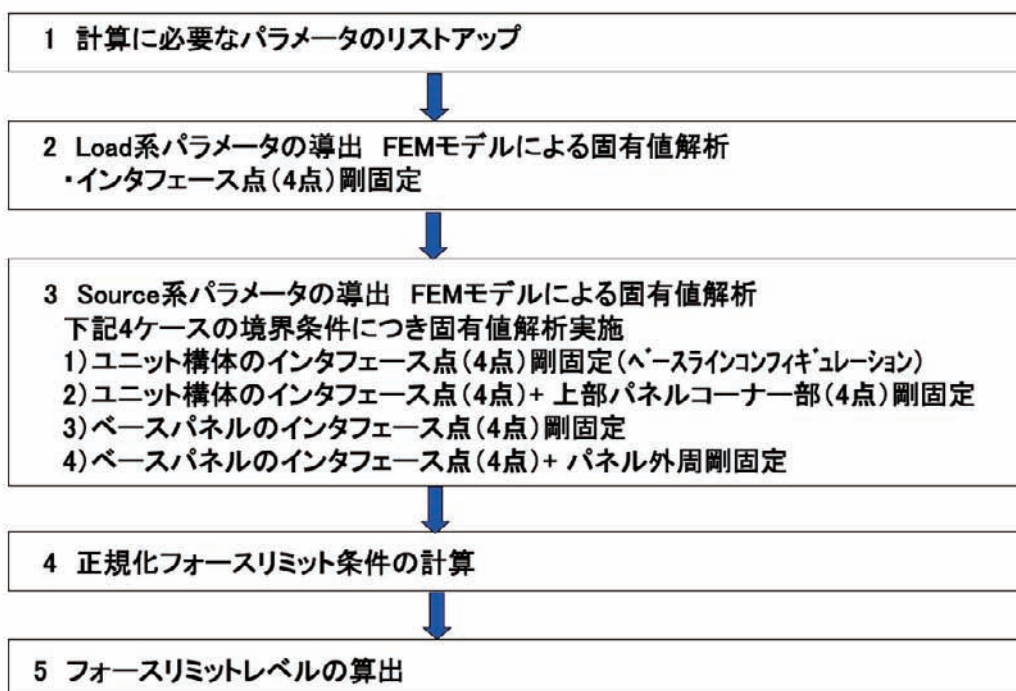 1 計算に必要なパラメータのリストアップ
2 Load系パラメータの導出 FEMモデルによる固有値解析
・インタフェース点(4点)剛固定
3 Source系パラメータの導出 FEMモデルによる固有値解析
下記4ケースの境界条件につき固有値解析実施
1)ユニット構体のインタフェース点(4点)剛固定(ﾍﾞースラインコンフィギュレーション)
2)ユニット構体のインタフェース点(4点)+ 上部パネルコーナー部(4点)剛固定
3)ベースパネルのインタフェース点(4点)剛固定
4)ベースパネルのインタフェース点(4点)+ パネル外周剛固定
4 正規化フォースリミット条件の計算
5 フォースリミットレベルの算出